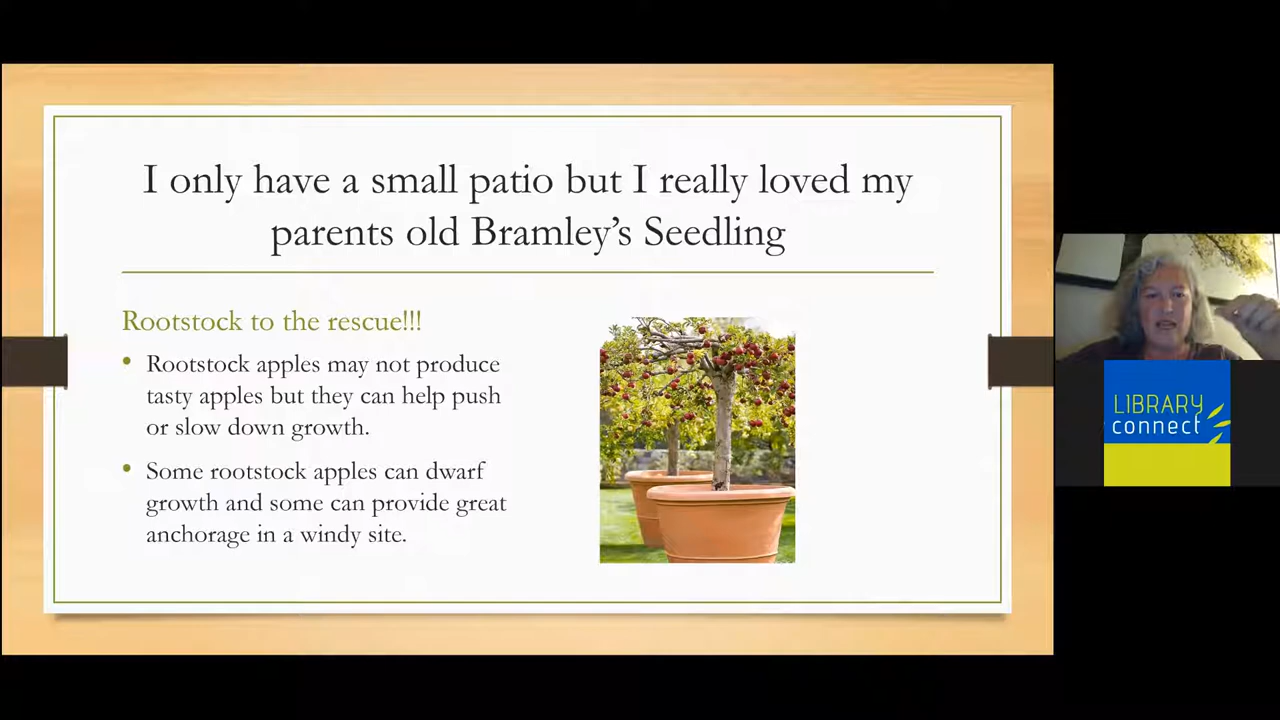 I only have a small patio but I really loved my
parents old Bramley’s Seedling
Rootstock to the rescue!!!
• Rootstock apples may not produce
tasty apples but they can help push
or slow down growth.
• Some rootstock apples can dwarf
growth and some can provide great
anchorage in a windy site.
LIBRARY
connect